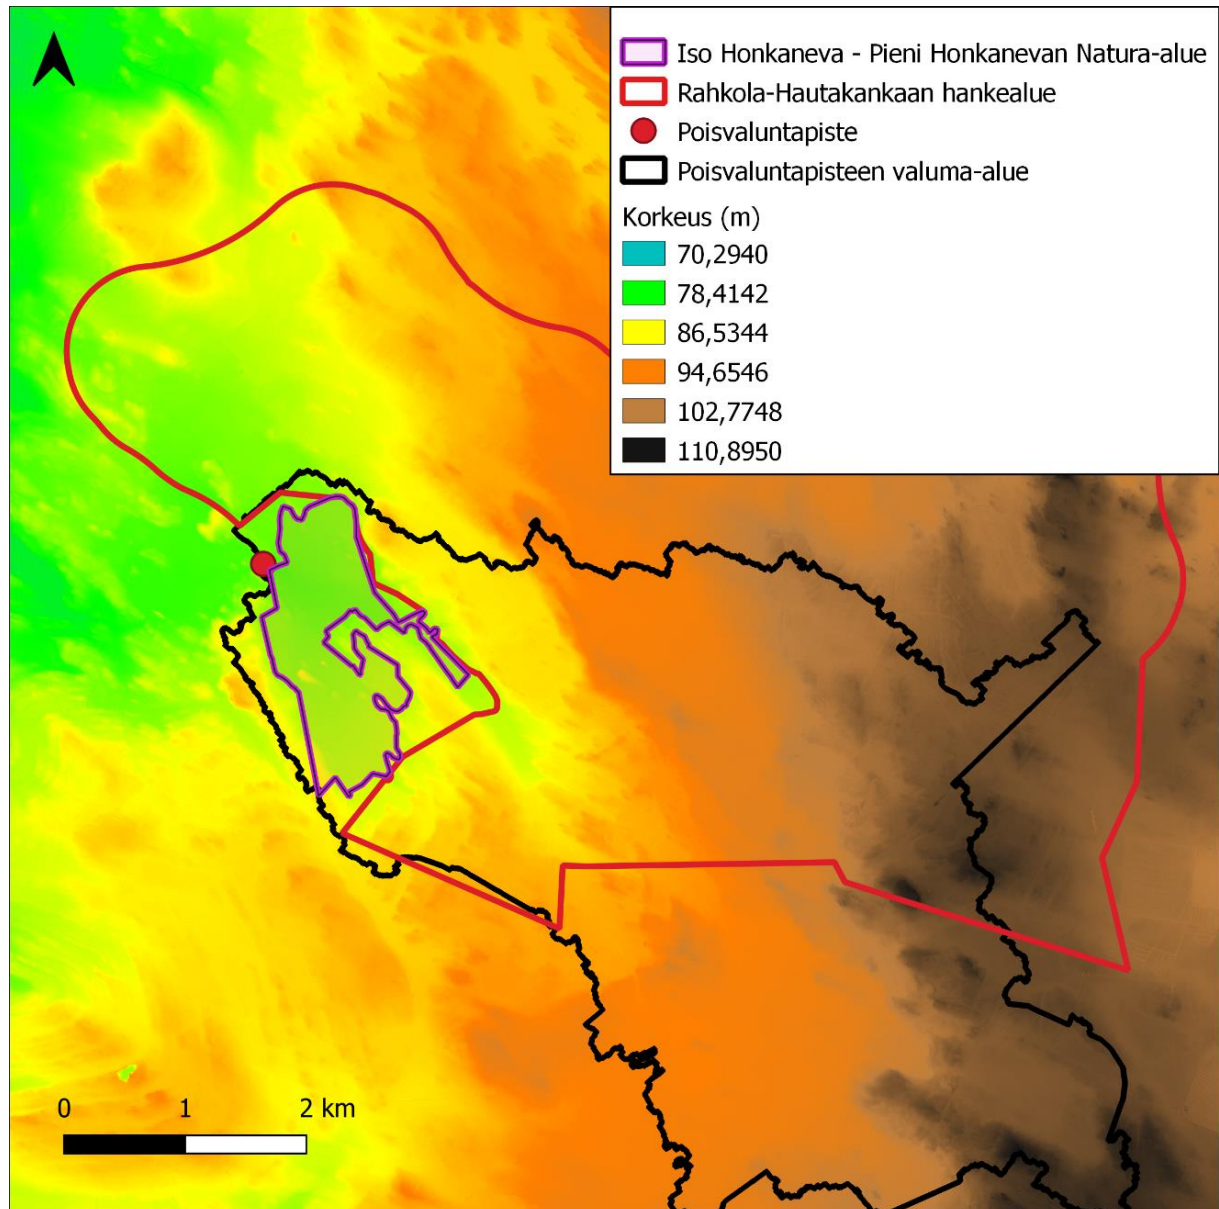 Iso Honkaneva - Pieni Honkanevan Natura-alue
Rahkola-Hautakankaan hankealue
Poisvaluntapiste
Poisvaluntapisteen valuma-alue
Korkeus (m)
70,2940
78,4142
86,5344
94,6546
102,7748
110,8950
0 1 2 km